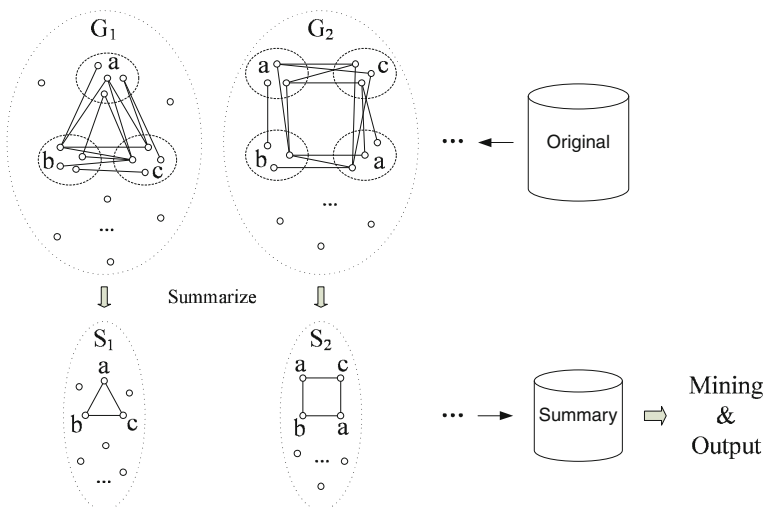 G1 G2
a
a c
... Original
b c
b a
...
...
Summarize
S1 S2
a
a c
b c
b a
... Summary
Mining
&
Output
...
...